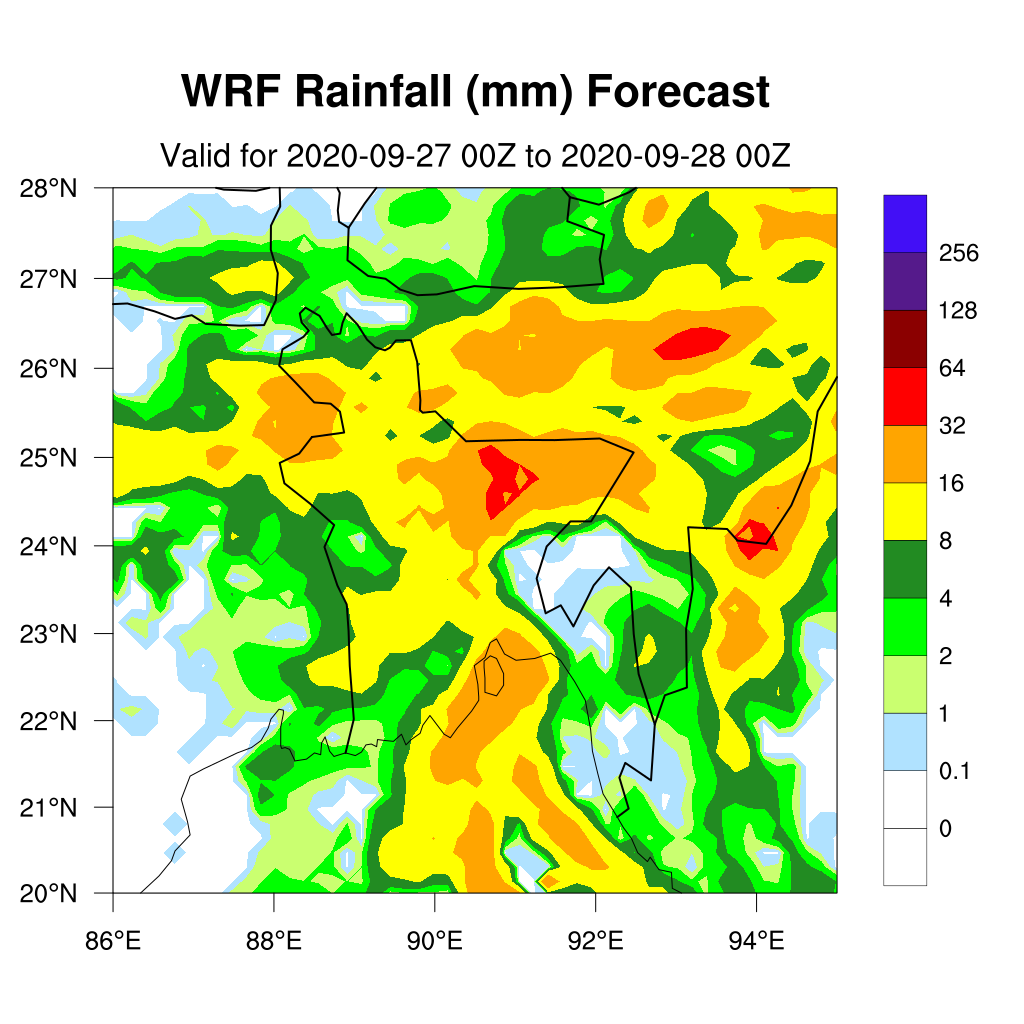 WRF Rainfall (mm) Forecast
Valid for 2020-09-27 00Z to 2020-09-28 00Z
28°N
27°N
26°N
25°N
24°N
23°N
22°N
21°N
20°N
86°E 88°E 90°E 92°E 94°E
256
128
64
32
16
8
4
2
1
0.1
0